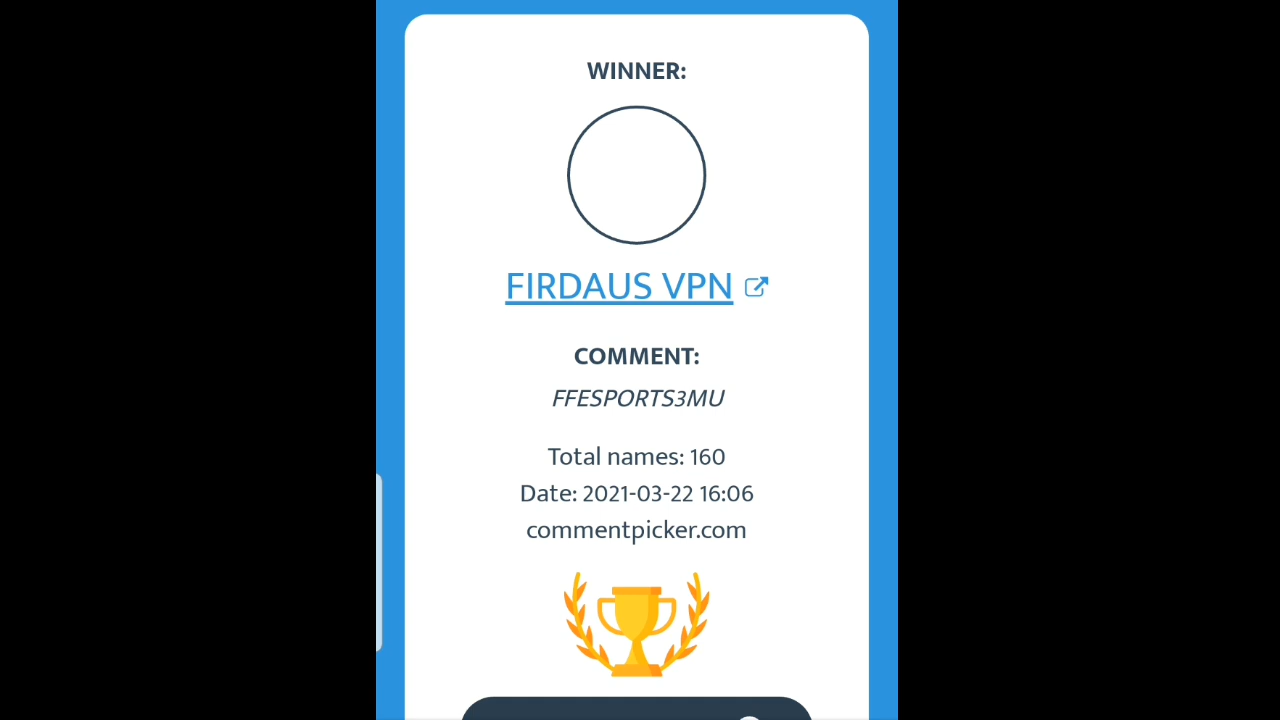 WINNER:
FIRDAUS VPN
COMMENT:
FFESPORTS3MU
Total names: 160
Date: 2021-03-22 16:06
commentpicker.com